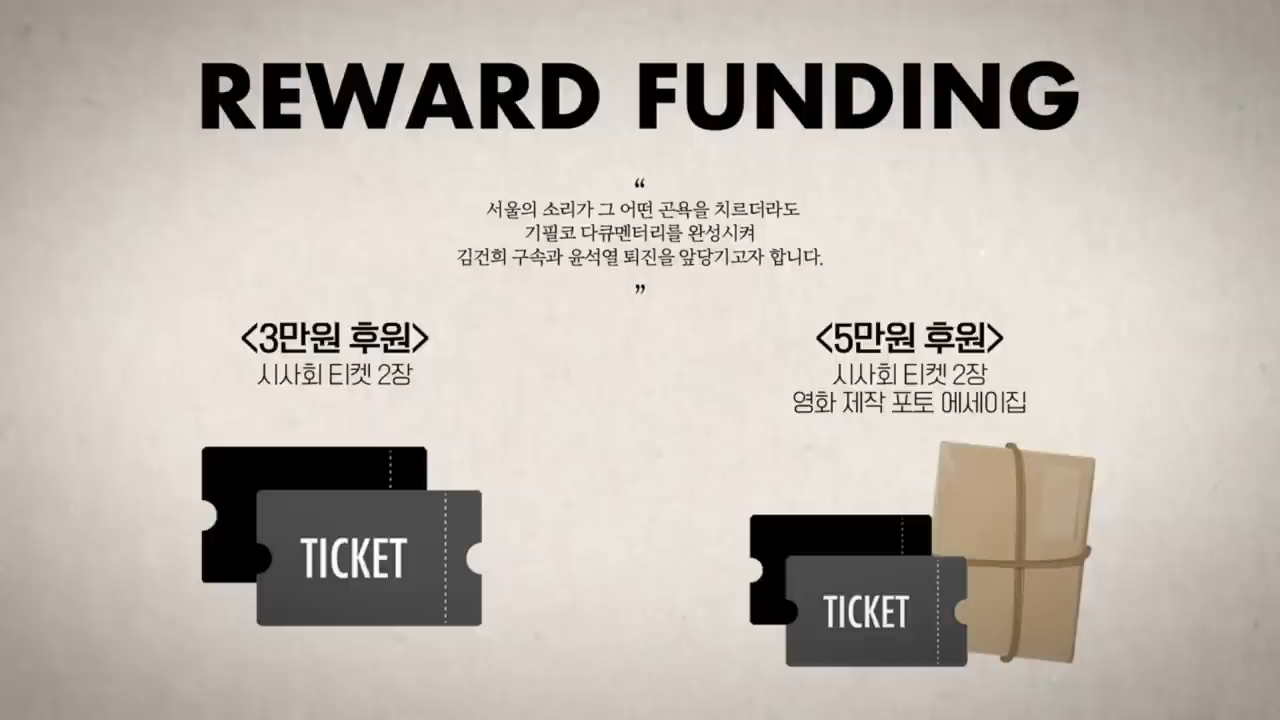 REWARD FUNDING
“
서울의 소리가 그 어떤 곤욕을 치르더라도
기필코 다큐멘터리를 완성시켜
김건희 구속과 윤석열 퇴진을 앞당기고자 합니다.
”
<3만원 후원>
시사회 티켓 2장
<5만원 후원>
시사회 티켓 2장
영화 제작 포토 에세이집
TICKET
TICKET